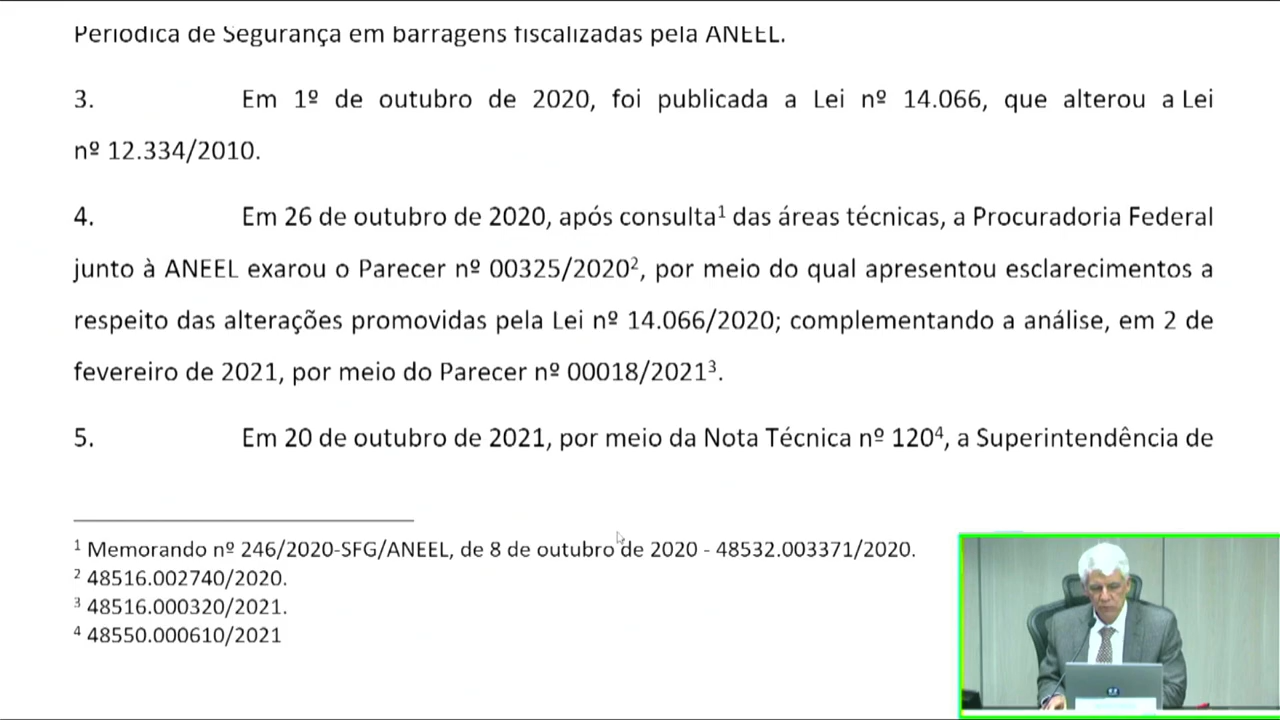 Periódica de Segurança em barragens fiscalizadas pela ANEEL.
3. Em 1º de outubro de 2020, foi publicada a Lei nº 14.066, que alterou a Lei
nº 12.334/2010.
4. Em 26 de outubro de 2020, após consulta¹ das áreas técnicas, a Procuradoria Federal
junto à ANEEL exarou o Parecer nº 00325/2020², por meio do qual apresentou esclarecimentos a
respeito das alterações promovidas pela Lei nº 14.066/2020; complementando a análise, em 2 de
fevereiro de 2021, por meio do Parecer nº 00018/2021³.
5. Em 20 de outubro de 2021, por meio da Nota Técnica nº 120⁴, a Superintendência de
¹ Memorando nº 246/2020-SFG/ANEEL, de 8 de outubro de 2020 - 48532.003371/2020.
² 48516.002740/2020.
³ 48516.000320/2021.
⁴ 48550.000610/2021